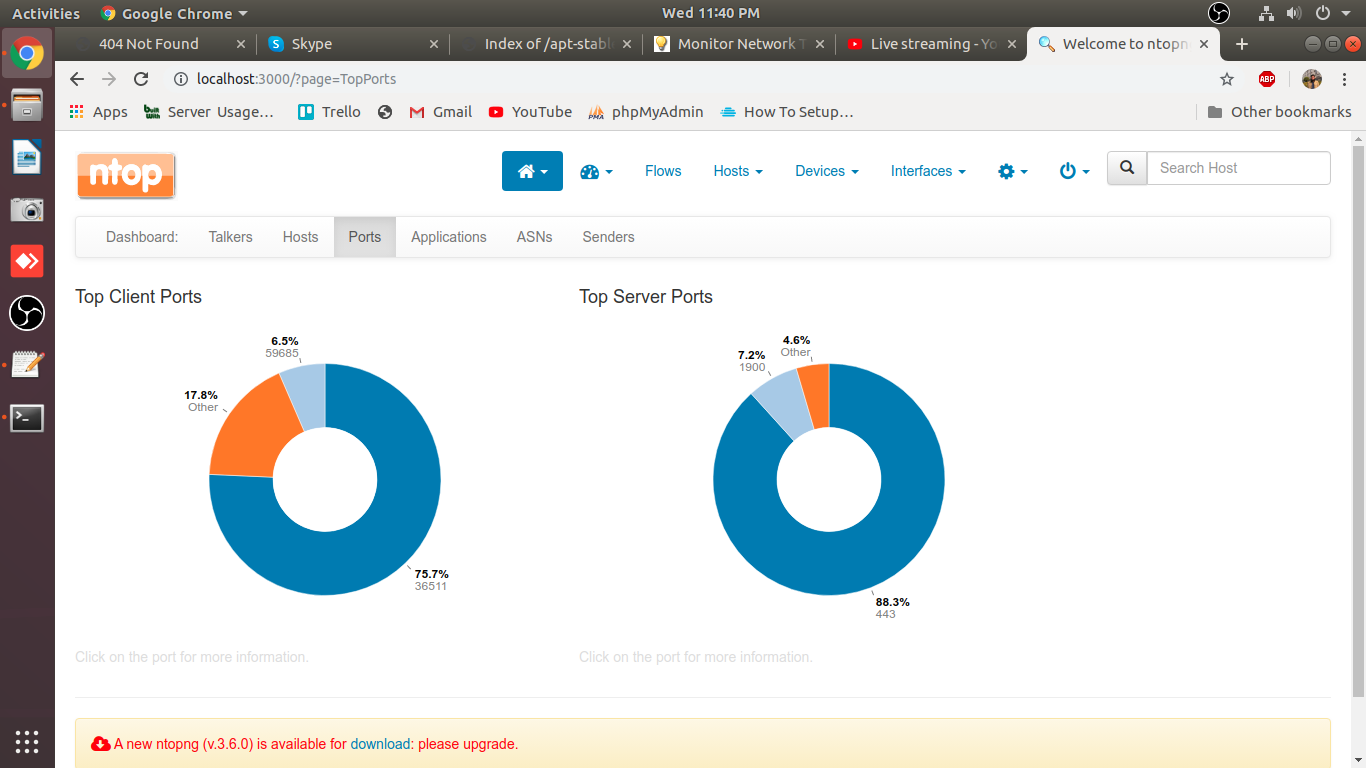 Activities Google Chrome Wed 11:40 PM
404 Not Found Skype Index of /apt-stabl Monitor Network T Live streaming - Yo Welcome to ntopn
localhost:3000/?page=TopPorts ABP
Apps Server Usage… Trello Gmail YouTube phpMyAdmin How To Setup… Other bookmarks
ntop Flows Hosts Devices Interfaces Search Host
Dashboard: Talkers Hosts Ports Applications ASNs Senders
Top Client Ports Top Server Ports
6.5%
59685
17.8%
Other
75.7%
36511
4.6%
Other
7.2%
1900
88.3%
443
Click on the port for more information. Click on the port for more information.
A new ntopng (v.3.6.0) is available for download: please upgrade.